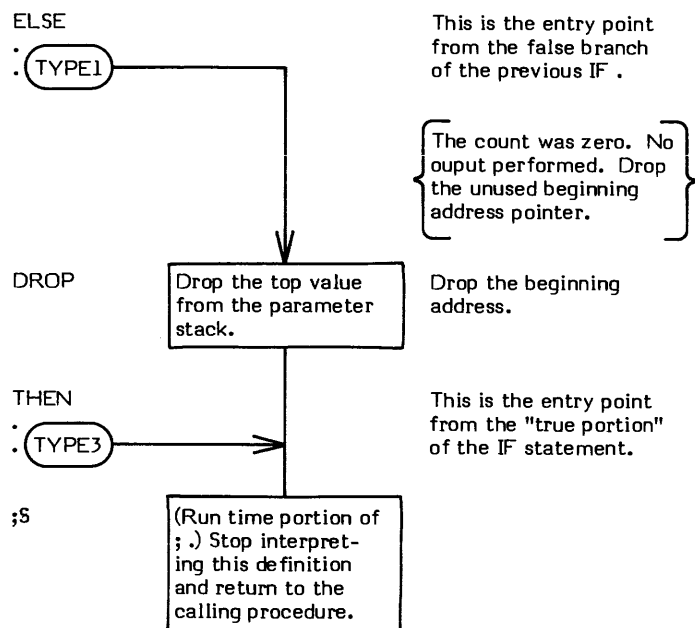 ELSE
This is the entry point
from the false branch
of the previous IF .
: TYPE1
The count was zero. No
ouput performed. Drop
the unused beginning
address pointer.
DROP
Drop the top value
from the parameter
stack.
Drop the beginning
address.
THEN
This is the entry point
from the "true portion"
of the IF statement.
: TYPE3
;S
(Run time portion of
; .) Stop interpret-
ing this definition
and return to the
calling procedure.